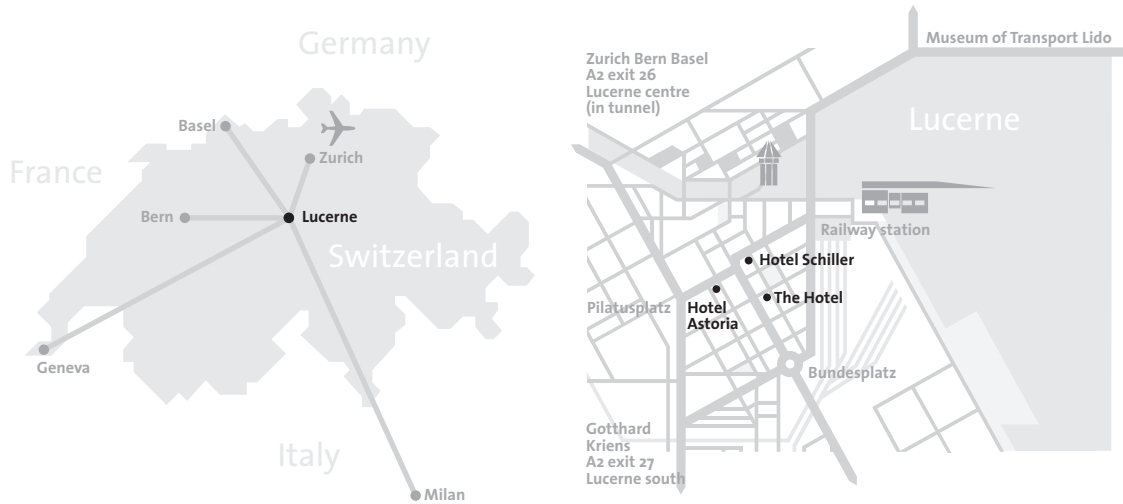 Germany
Basel
Zurich
France
Bern
Lucerne
Switzerland
Geneva
Italy
Milan
Museum of Transport Lido
Zurich Bern Basel
A2 exit 26
Lucerne centre
(in tunnel)
Lucerne
Railway station
Hotel Schiller
The Hotel
Pilatusplatz
Hotel
Astoria
Bundesplatz
Gotthard
Kriens
A2 exit 27
Lucerne south